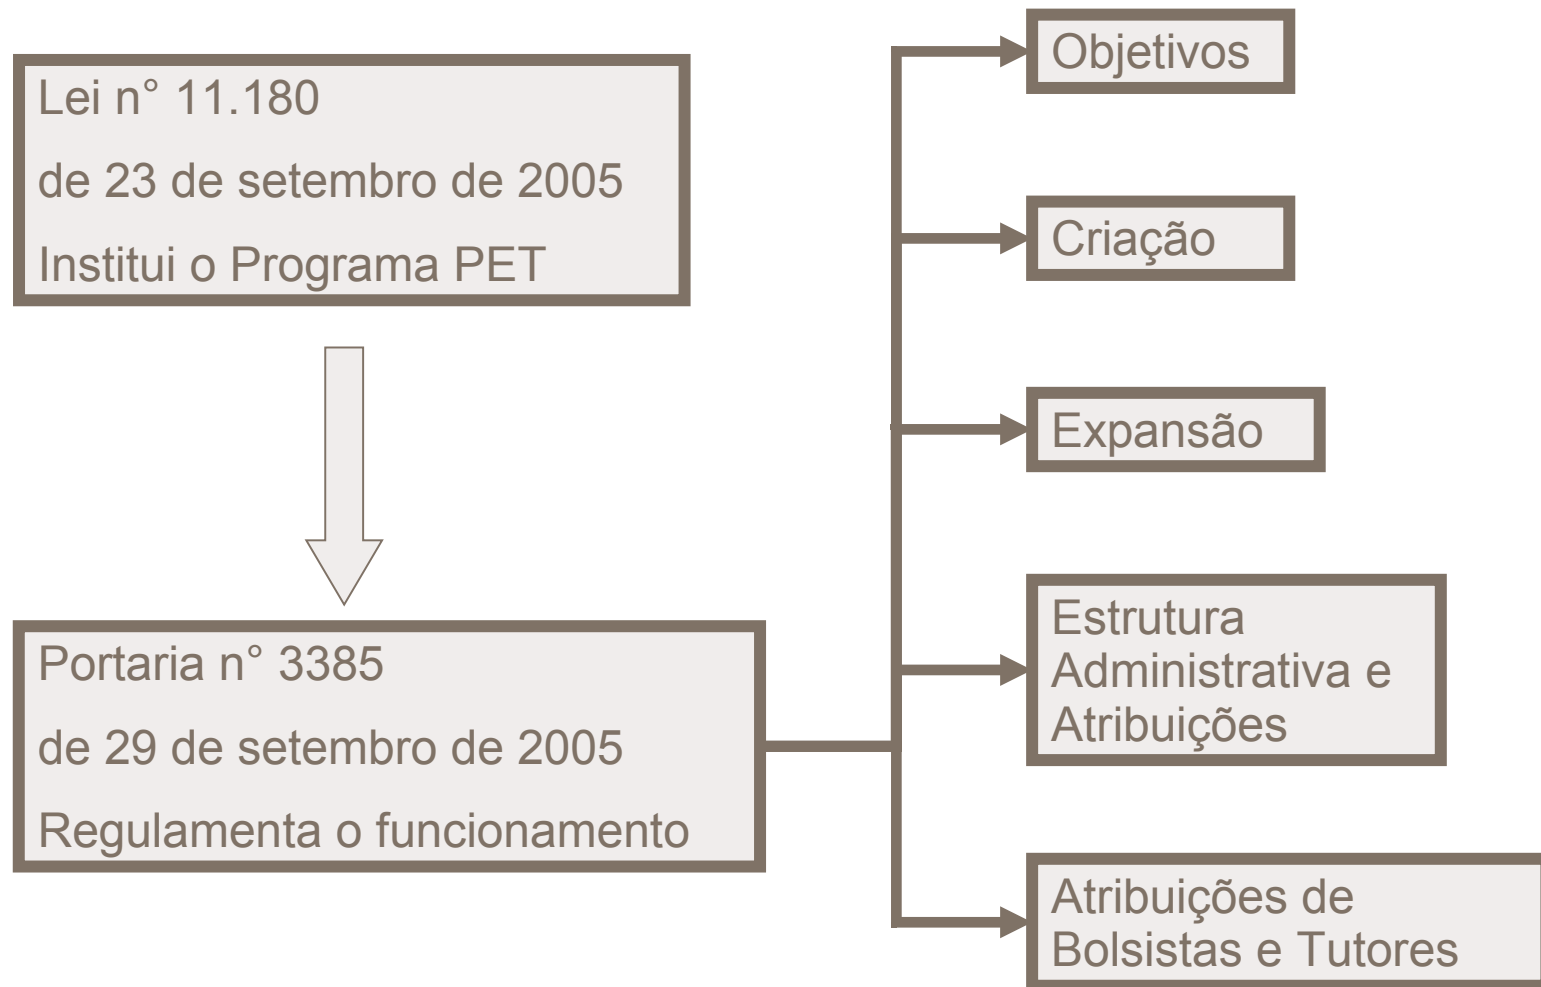 Lei n° 11.180
de 23 de setembro de 2005
Institui o Programa PET
Portaria n° 3385
de 29 de setembro de 2005
Regulamenta o funcionamento
Objetivos
Criação
Expansão
Estrutura
Administrativa e
Atribuições
Atribuições de
Bolsistas e Tutores